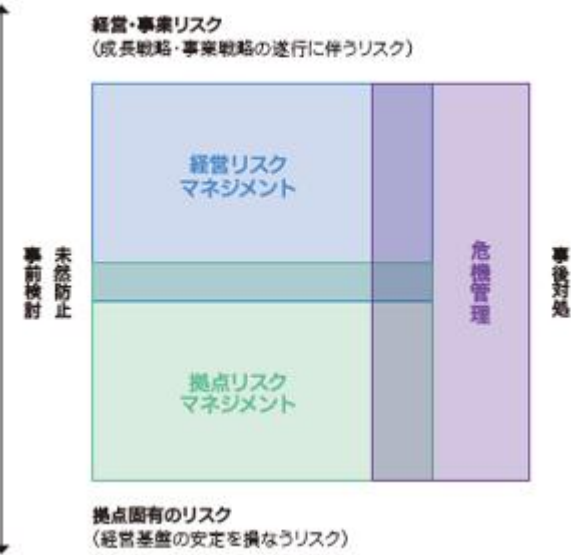 経営・事業リスク
（成長戦略・事業戦略の遂行に伴うリスク）
経営リスク
マネジメント
未然防止
事前検討
危機管理
事後対処
拠点リスク
マネジメント
拠点固有のリスク
（経営基盤の安定を損なうリスク）